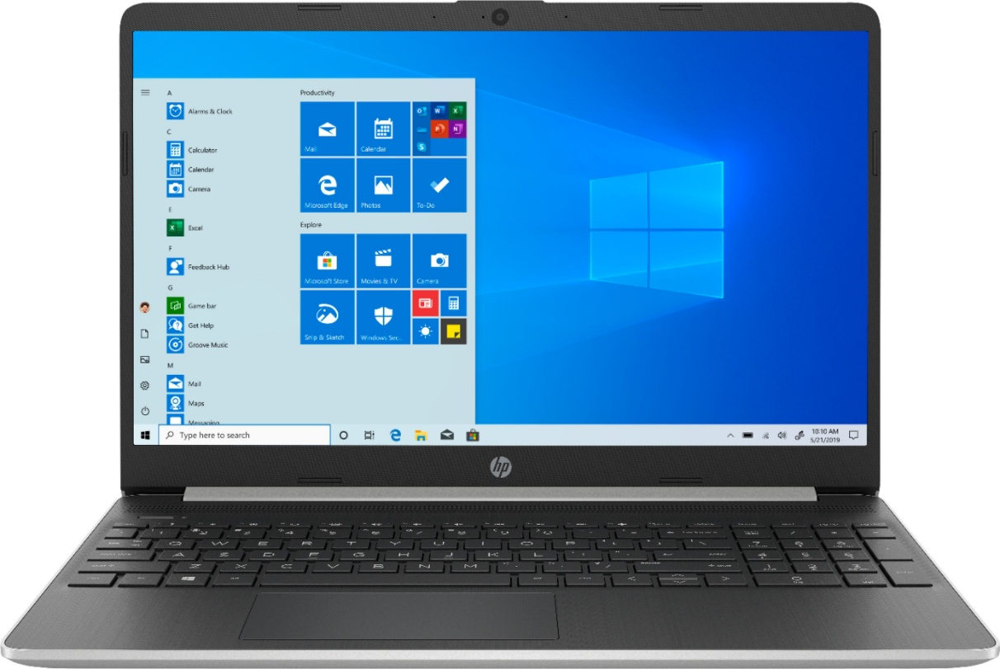 A
Alarms & Clock
C
Calculator
Calendar
Camera
E
Excel
F
Feedback Hub
G
Game bar
Get Help
Groove Music
M
Mail
Maps
Messaging
Productivity
Mail
Calendar
Microsoft Edge
Photos
To-Do
Explore
Microsoft Store
Movies & TV
Camera
Snip & Sketch
Windows Sec...
Type here to search
10:10 AM
5/21/2019
hp
Q W E R T Y U I O P
A S D F G H J K L
Z X C V B N M